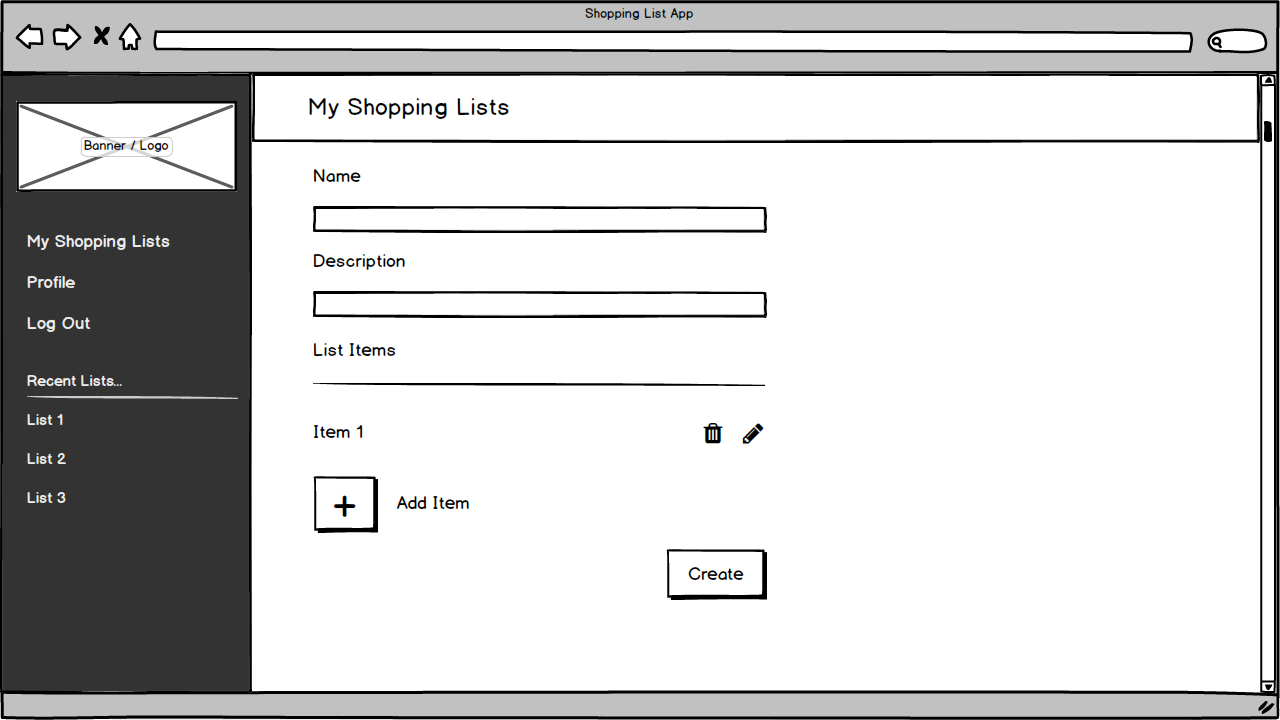 Shopping List App
Banner / Logo
My Shopping Lists
Profile
Log Out
Recent Lists...
List 1
List 2
List 3
My Shopping Lists
Name
Description
List Items
Item 1
Add Item
Create